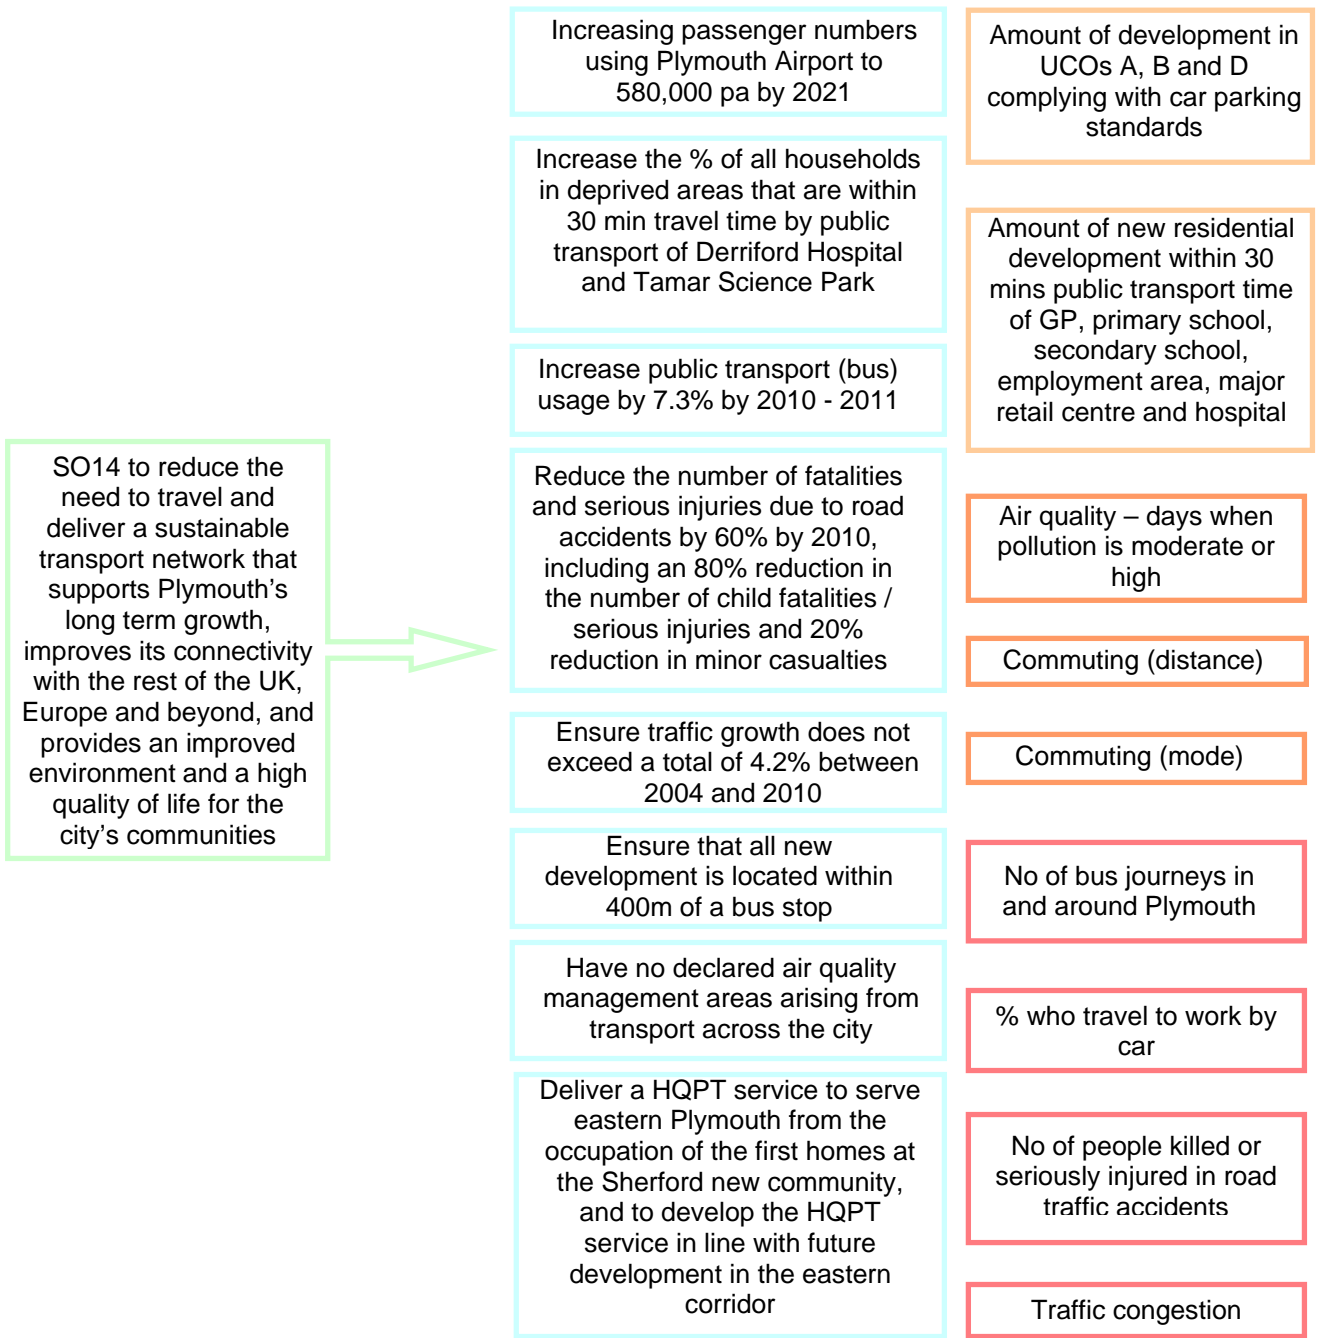 SO14 to reduce the
need to travel and
deliver a sustainable
transport network that
supports Plymouth’s
long term growth,
improves its connectivity
with the rest of the UK,
Europe and beyond, and
provides an improved
environment and a high
quality of life for the
city’s communities
Increasing passenger numbers
using Plymouth Airport to
580,000 pa by 2021
Increase the % of all households
in deprived areas that are within
30 min travel time by public
transport of Derriford Hospital
and Tamar Science Park
Increase public transport (bus)
usage by 7.3% by 2010 - 2011
Reduce the number of fatalities
and serious injuries due to road
accidents by 60% by 2010,
including an 80% reduction in
the number of child fatalities /
serious injuries and 20%
reduction in minor casualties
Ensure traffic growth does not
exceed a total of 4.2% between
2004 and 2010
Ensure that all new
development is located within
400m of a bus stop
Have no declared air quality
management areas arising from
transport across the city
Deliver a HQPT service to serve
eastern Plymouth from the
occupation of the first homes at
the Sherford new community,
and to develop the HQPT
service in line with future
development in the eastern
corridor
Amount of development in
UCOs A, B and D
complying with car parking
standards
Amount of new residential
development within 30
mins public transport time
of GP, primary school,
secondary school,
employment area, major
retail centre and hospital
Air quality – days when
pollution is moderate or
high
Commuting (distance)
Commuting (mode)
No of bus journeys in
and around Plymouth
% who travel to work by
car
No of people killed or
seriously injured in road
traffic accidents
Traffic congestion